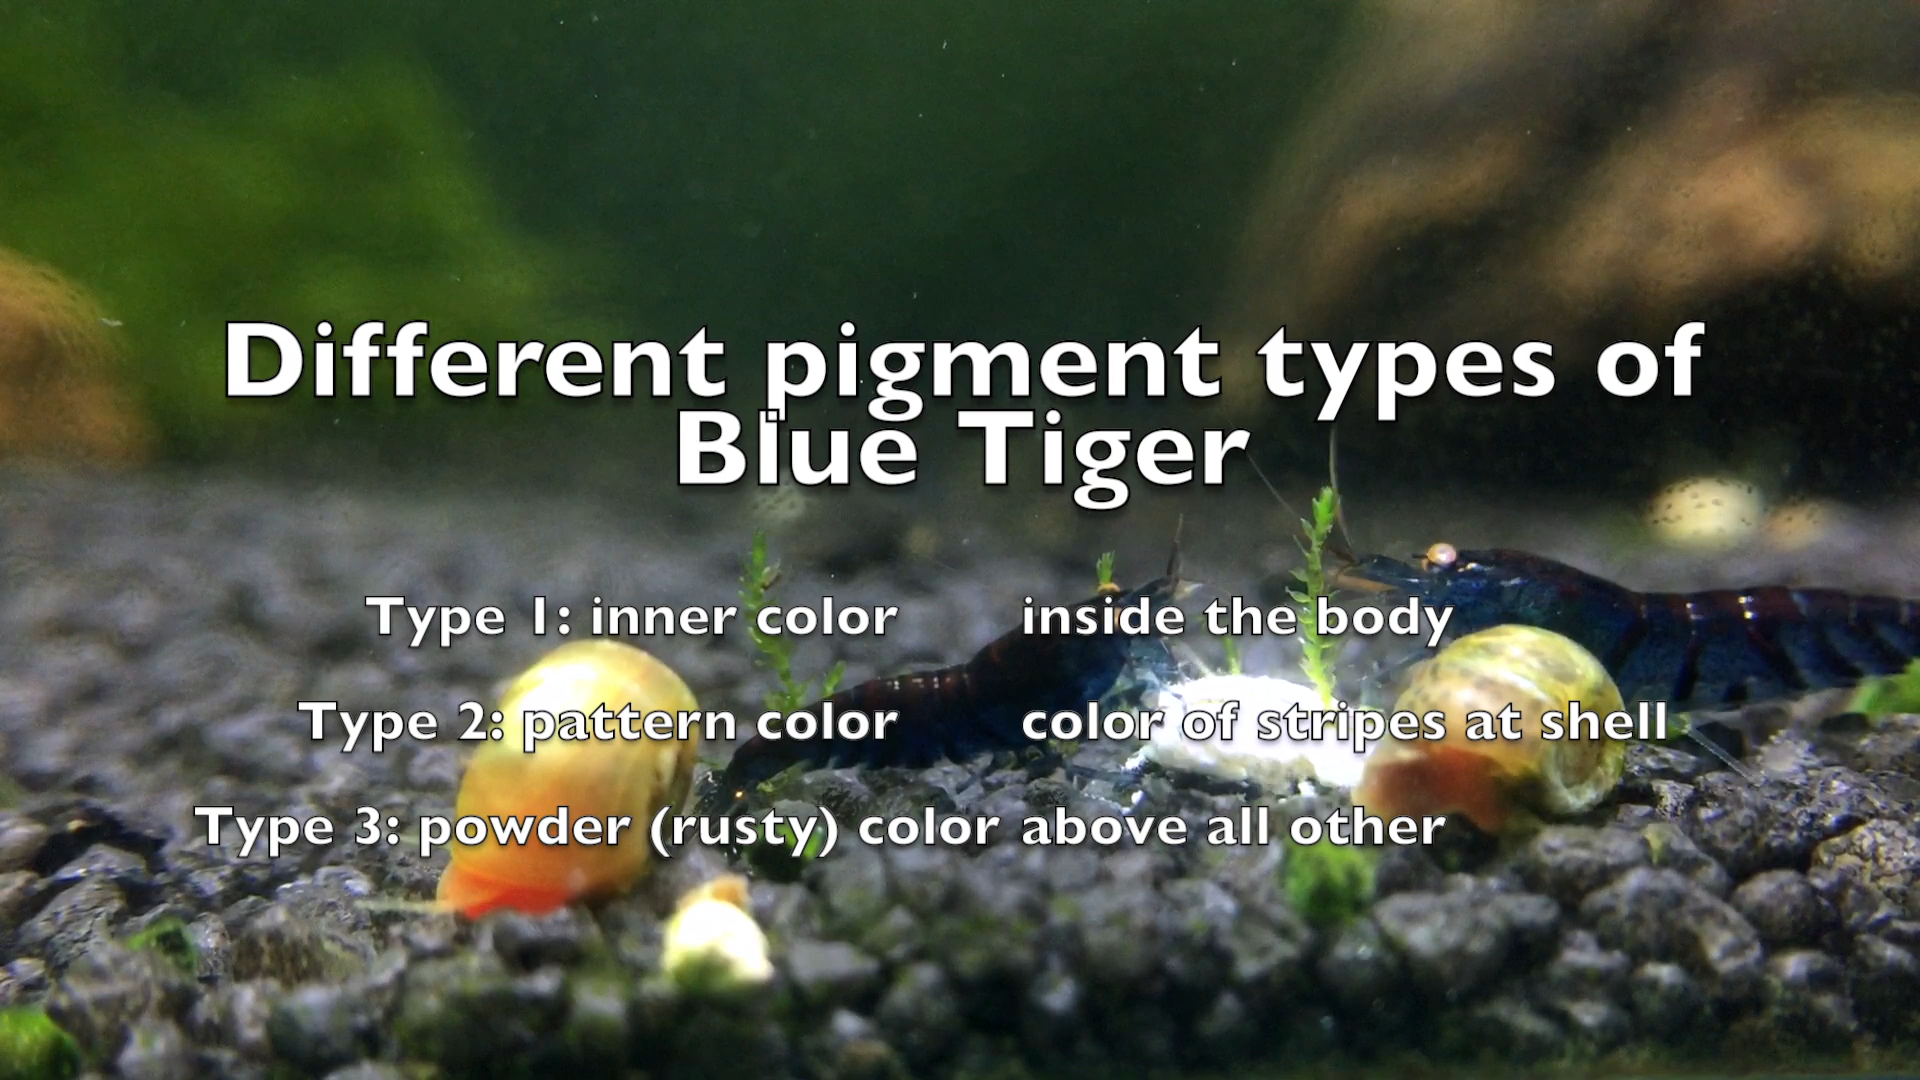 Different pigment types of
Blue Tiger
Type 1: inner color inside the body
Type 2: pattern color color of stripes at shell
Type 3: powder (rusty) color above all other